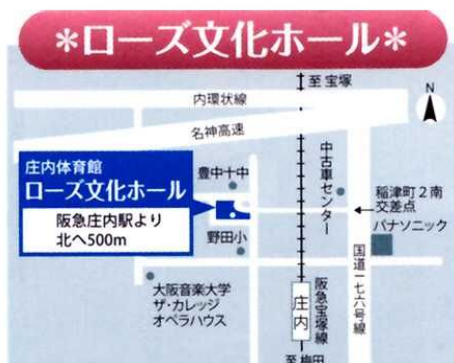 *ローズ文化ホール*
至 宝塚
内環状線
N
名神高速
庄内体育館
ローズ文化ホール
阪急庄内駅より
北へ500m
豊中十中
中古車センター
稲津町2南
交差点
パナソニック
野田小
国道一七六号線
大阪音楽大学
ザ・カレッジ
オペラハウス
庄内
阪急宝塚線
至 梅田